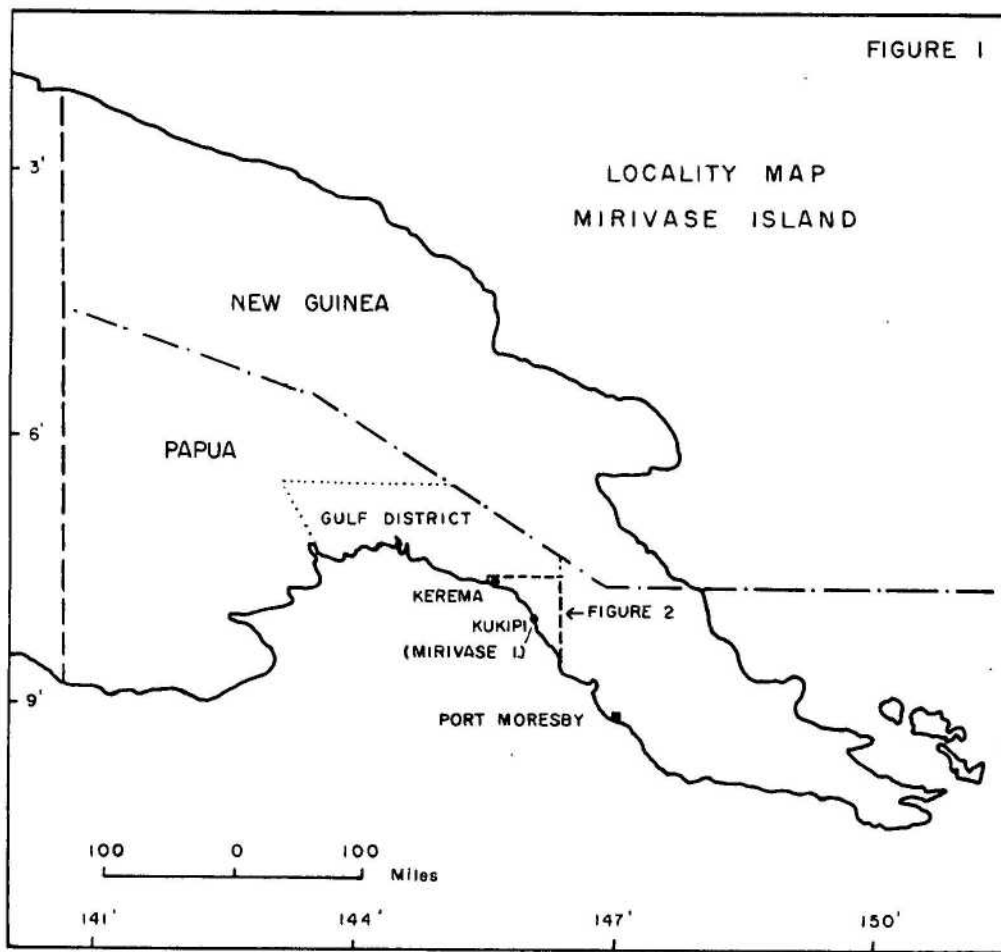 FIGURE 1
LOCALITY MAP
MIRIVASE ISLAND
3'
NEW GUINEA
6'
PAPUA
GULF DISTRICT
KEREMA
← FIGURE 2
KUKIPI
(MIRIVASE I.)
9'
PORT MORESBY
100 0 100
Miles
141' 144' 147' 150'